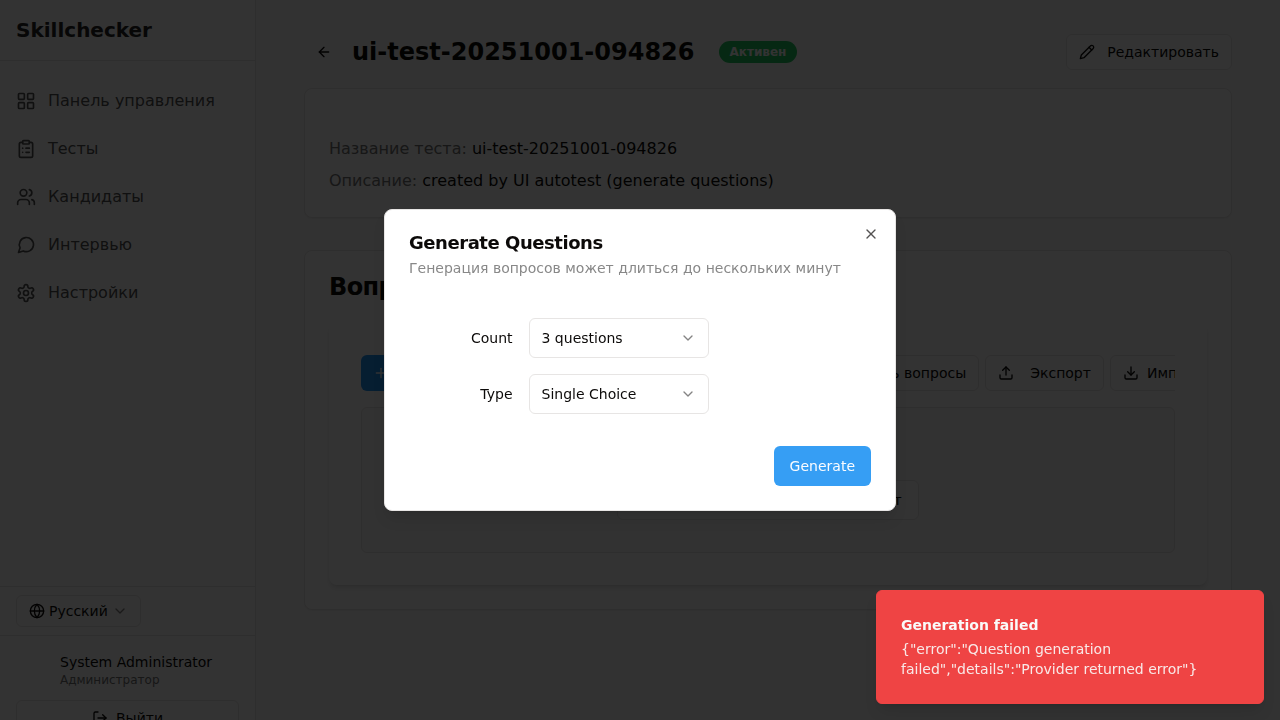 Skillchecker
ui-test-20251001-094826
Активен
Редактировать
Панель управления
Тесты
Кандидаты
Интервью
Настройки
Название теста: ui-test-20251001-094826
Описание: created by UI autotest (generate questions)
Generate Questions
Генерация вопросов может длиться до нескольких минут
Count
3 questions
Type
Single Choice
Generate
вопросы
Экспорт
Русский
System Administrator
Администратор
Выйти
Generation failed
{"error":"Question generation
failed","details":"Provider returned error"}